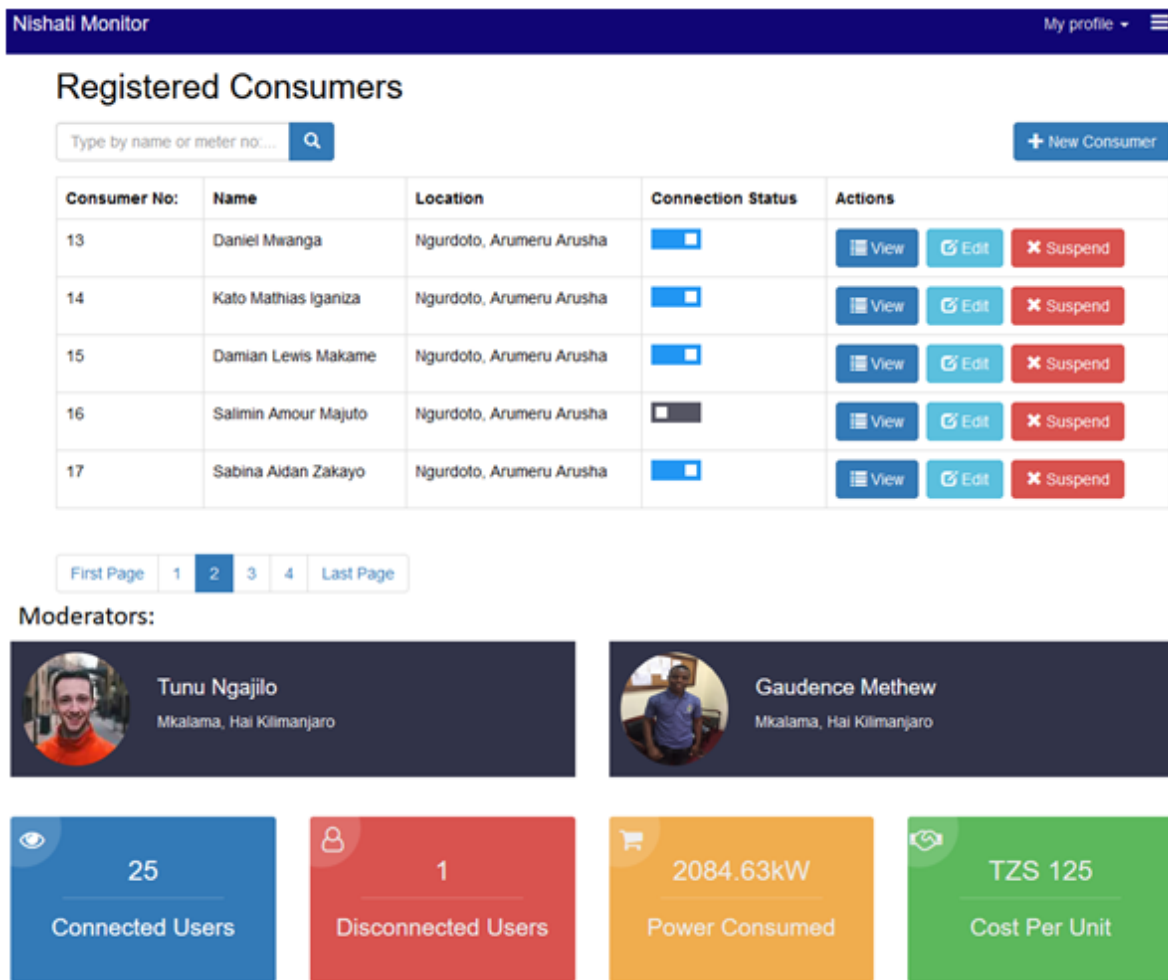 Nishati Monitor My profile
Registered Consumers
Type by name or meter no:... New Consumer
Consumer No: Name Location Connection Status Actions
13 Daniel Mwanga Ngurdoto, Arumeru Arusha View Edit Suspend
14 Kato Mathias Iganiza Ngurdoto, Arumeru Arusha View Edit Suspend
15 Damian Lewis Makame Ngurdoto, Arumeru Arusha View Edit Suspend
16 Salimin Amour Majuto Ngurdoto, Arumeru Arusha View Edit Suspend
17 Sabina Aidan Zakayo Ngurdoto, Arumeru Arusha View Edit Suspend
First Page 1 2 3 4 Last Page
Moderators:
Tunu Ngajilo
Mkalama, Hai Kilimanjaro
Gaudence Methew
Mkalama, Hai Kilimanjaro
25
Connected Users
1
Disconnected Users
2084.63kW
Power Consumed
TZS 125
Cost Per Unit